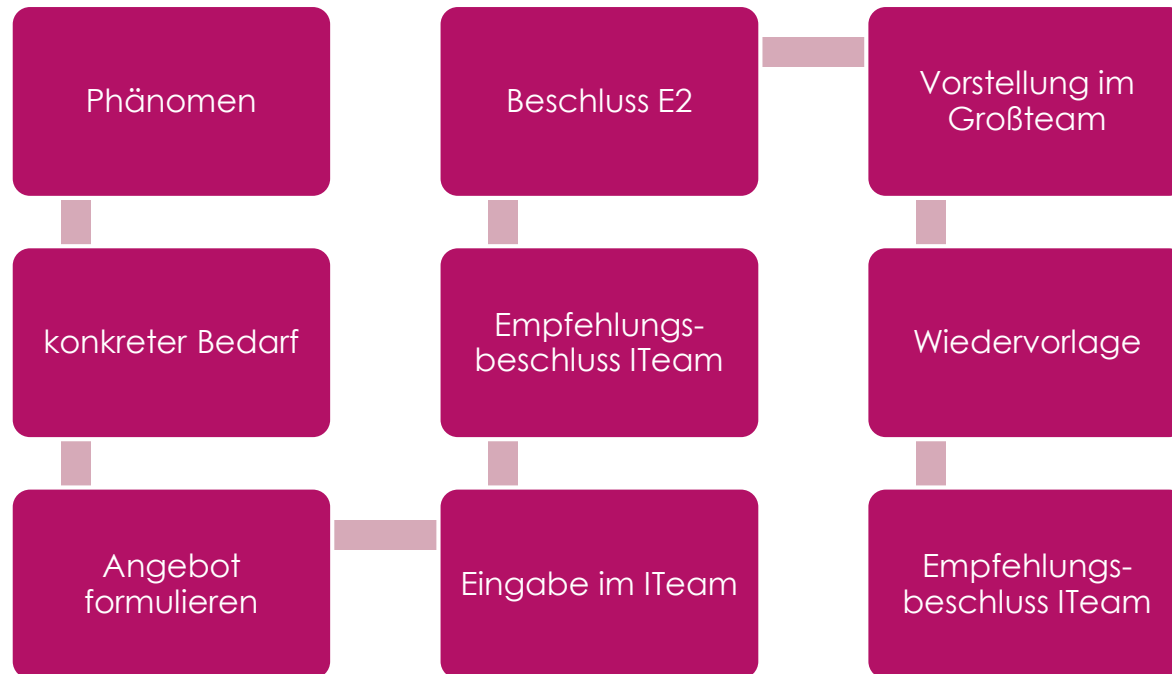 Phänomen
konkreter Bedarf
Angebot
formulieren
Eingabe im ITeam
Empfehlungs-
beschluss ITeam
Beschluss E2
Vorstellung im
Großteam
Wiedervorlage
Empfehlungs-
beschluss ITeam